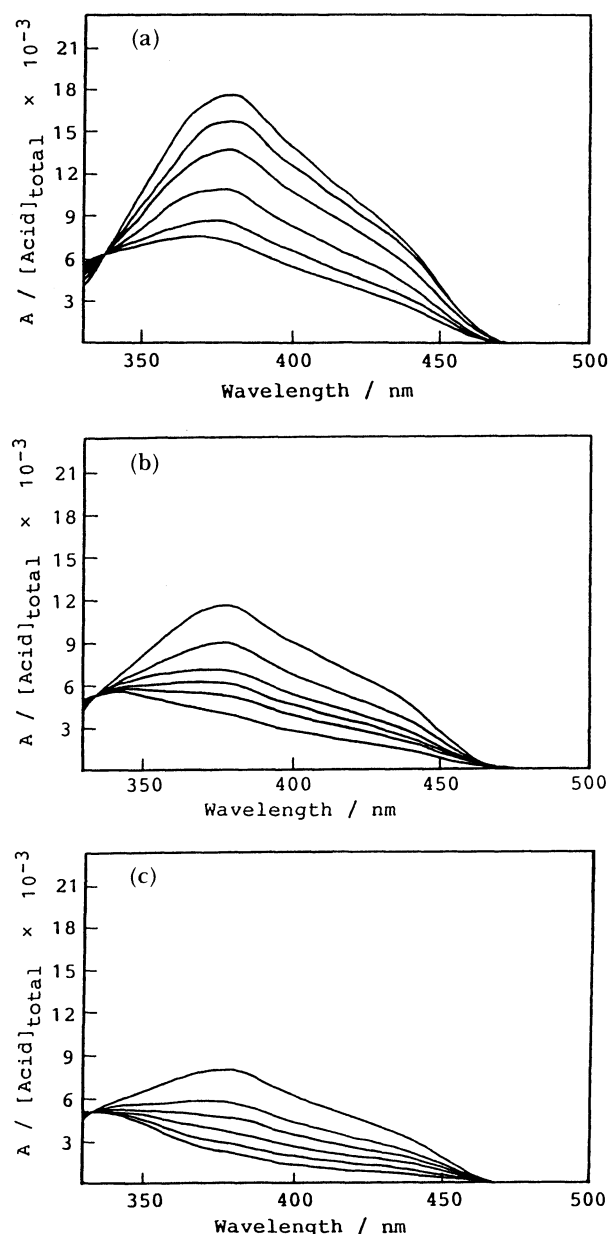 (a)
A / [Acid]total × 10-3
21
18
15
12
9
6
3
350 400 450 500
Wavelength / nm
(b)
A / [Acid]total × 10-3
21
18
15
12
9
6
3
350 400 450 500
Wavelength / nm
(c)
A / [Acid]total × 10-3
21
18
15
12
9
6
3
350 400 450 500
Wavelength / nm